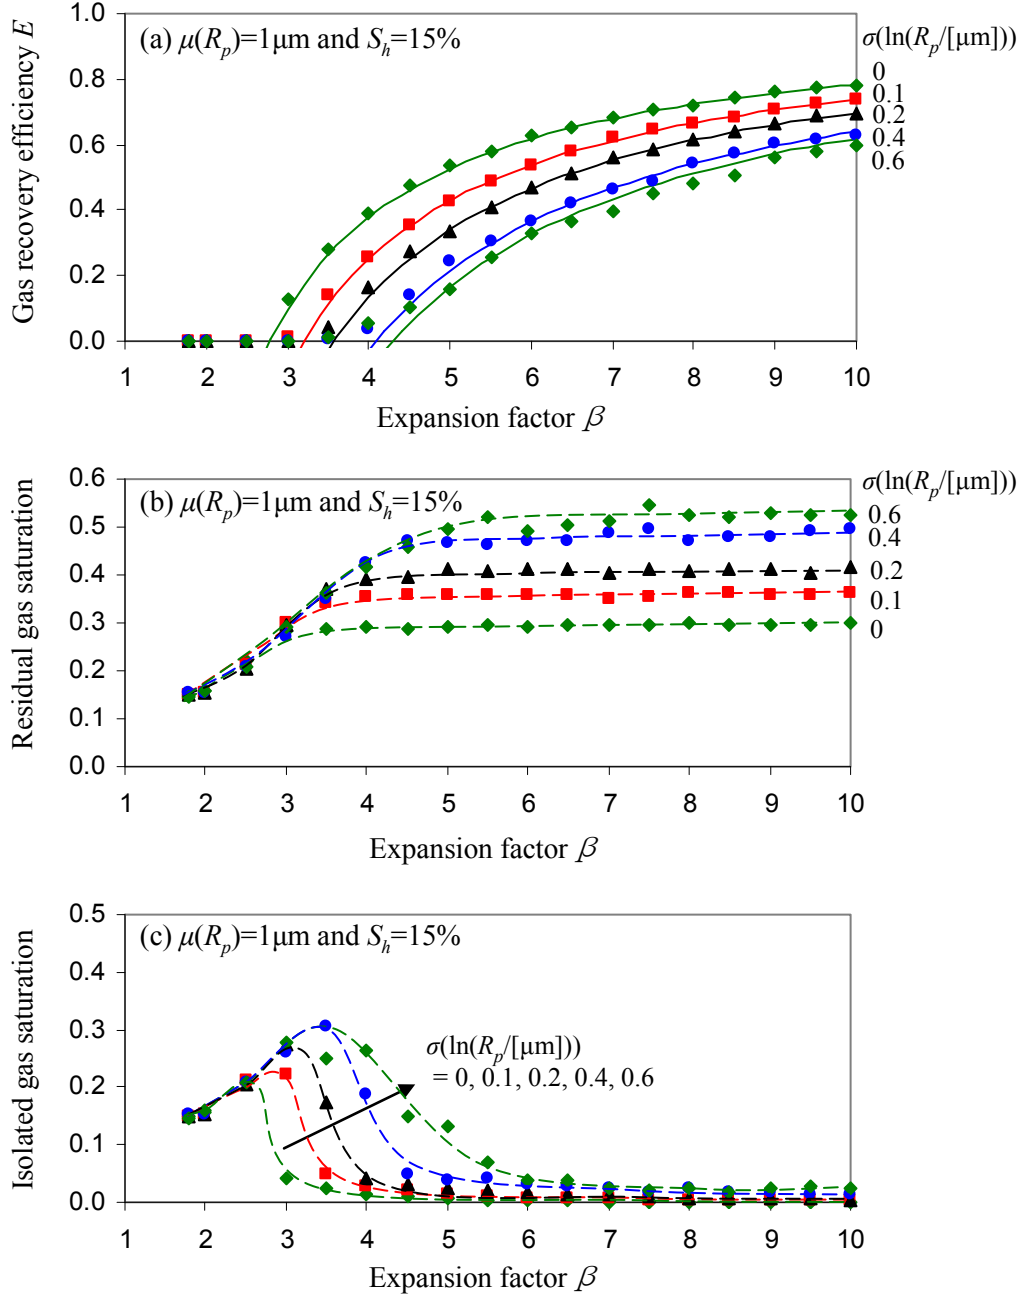 (a) μ(Rp)=1μm and Sh=15%
σ(ln(Rp/[μm]))
Gas recovery efficiency E
1.0
0.8
0.6
0.4
0.2
0.0
0
0.1
0.2
0.4
0.6
1 2 3 4 5 6 7 8 9 10
Expansion factor β
(b) μ(Rp)=1μm and Sh=15%
σ(ln(Rp/[μm]))
Residual gas saturation
0.6
0.5
0.4
0.3
0.2
0.1
0.0
0.6
0.4
0.2
0.1
0
1 2 3 4 5 6 7 8 9 10
Expansion factor β
(c) μ(Rp)=1μm and Sh=15%
Isolated gas saturation
0.5
0.4
0.3
0.2
0.1
0.0
σ(ln(Rp/[μm]))
= 0, 0.1, 0.2, 0.4, 0.6
1 2 3 4 5 6 7 8 9 10
Expansion factor β